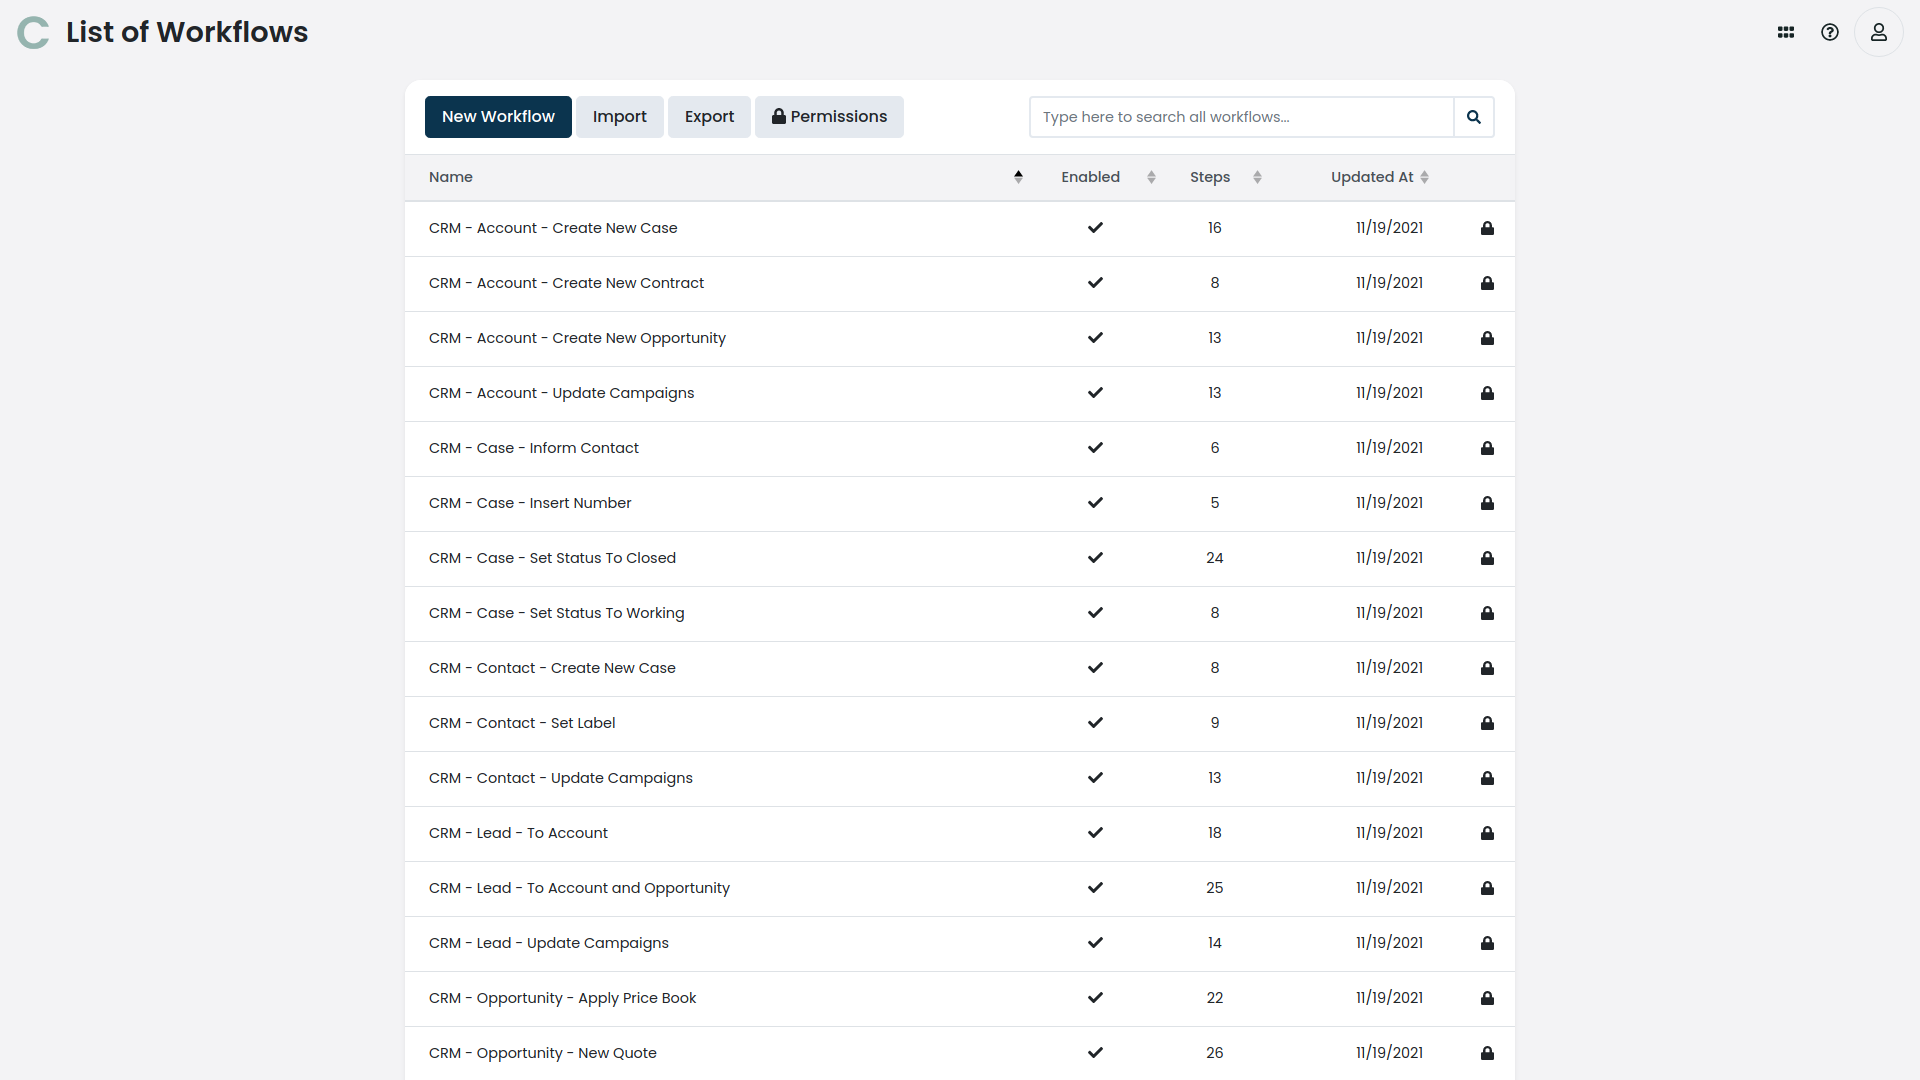 List of Workflows
New Workflow Import Export Permissions Type here to search all workflows...
Name Enabled Steps Updated At
CRM - Account - Create New Case 16 11/19/2021
CRM - Account - Create New Contract 8 11/19/2021
CRM - Account - Create New Opportunity 13 11/19/2021
CRM - Account - Update Campaigns 13 11/19/2021
CRM - Case - Inform Contact 6 11/19/2021
CRM - Case - Insert Number 5 11/19/2021
CRM - Case - Set Status To Closed 24 11/19/2021
CRM - Case - Set Status To Working 8 11/19/2021
CRM - Contact - Create New Case 8 11/19/2021
CRM - Contact - Set Label 9 11/19/2021
CRM - Contact - Update Campaigns 13 11/19/2021
CRM - Lead - To Account 18 11/19/2021
CRM - Lead - To Account and Opportunity 25 11/19/2021
CRM - Lead - Update Campaigns 14 11/19/2021
CRM - Opportunity - Apply Price Book 22 11/19/2021
CRM - Opportunity - New Quote 26 11/19/2021